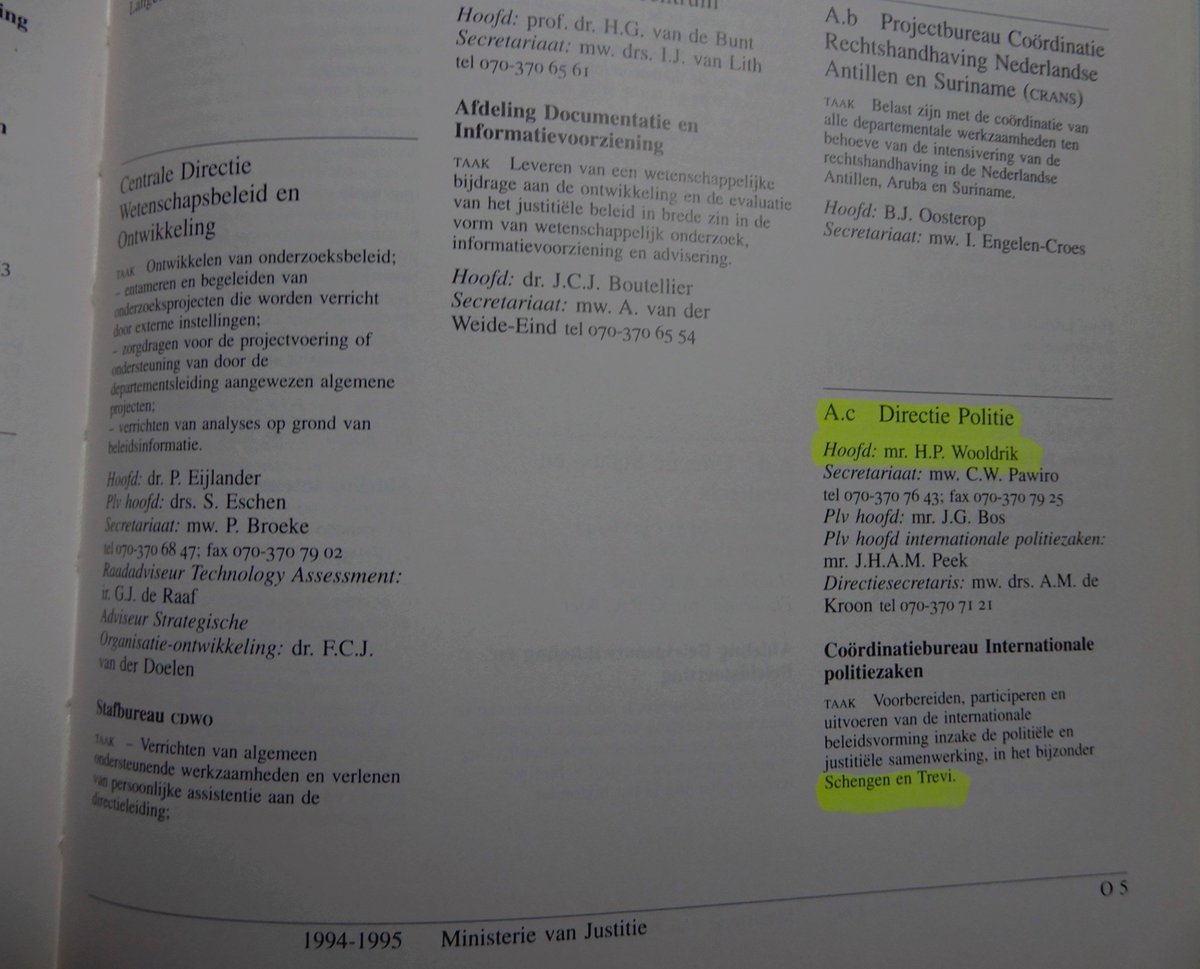 ing
n
3
Centrale Directie
Wetenschapsbeleid en
Ontwikkeling
TAAK Ontwikkelen van onderzoeksbeleid;
- entameren en begeleiden van
onderzoeksprojecten die worden verricht
door externe instellingen;
- zorgdragen voor de projectvoering of
ondersteuning van door de
departementsleiding aangewezen algemene
projecten;
- verrichten van analyses op grond van
beleidsinformatie.
Hoofd: dr. P. Eijlander
Plv hoofd: drs. S. Eschen
Secretariaat: mw. P. Broeke
tel 070-370 68 47; fax 070-370 79 02
Raadadviseur Technology Assessment:
ir. G.J. de Raaf
Adviseur Strategische
Organisatie-ontwikkeling: dr. F.C.J.
van der Doelen
Stafbureau CDWO
TAAK – Verrichten van algemeen
ondersteunende werkzaamheden en verlenen
van persoonlijke assistentie aan de
directieleiding;
Hoofd: prof. dr. H.G. van de Bunt
Secretariaat: mw. drs. I.J. van Lith
tel 070-370 65 61
Afdeling Documentatie en
Informatievoorziening
TAAK Leveren van een wetenschappelijke
bijdrage aan de ontwikkeling en de evaluatie
van het justitiële beleid in brede zin in de
vorm van wetenschappelijk onderzoek,
informatievoorziening en advisering.
Hoofd: dr. J.C.J. Boutellier
Secretariaat: mw. A. van der
Weide-Eind tel 070-370 65 54
A.b Projectbureau Coördinatie
Rechtshandhaving Nederlandse
Antillen en Suriname (CRANS)
TAAK Belast zijn met de coördinatie van
alle departementale werkzaamheden ten
behoeve van de intensivering van de
rechtshandhaving in de Nederlandse
Antillen, Aruba en Suriname.
Hoofd: B.J. Oosterop
Secretariaat: mw. I. Engelen-Croes
A.c Directie Politie
Hoofd: mr. H.P. Wooldrik
Secretariaat: mw. C.W. Pawiro
tel 070-370 76 43; fax 070-370 79 25
Plv hoofd: mr. J.G. Bos
Plv hoofd internationale politiezaken:
mr. J.H.A.M. Peek
Directiesecretaris: mw. drs. A.M. de
Kroon tel 070-370 71 21
Coördinatiebureau Internationale
politiezaken
TAAK Voorbereiden, participeren en
uitvoeren van de internationale
beleidsvorming inzake de politiële en
justitiële samenwerking, in het bijzonder
Schengen en Trevi.
1994-1995 Ministerie van Justitie
O 5